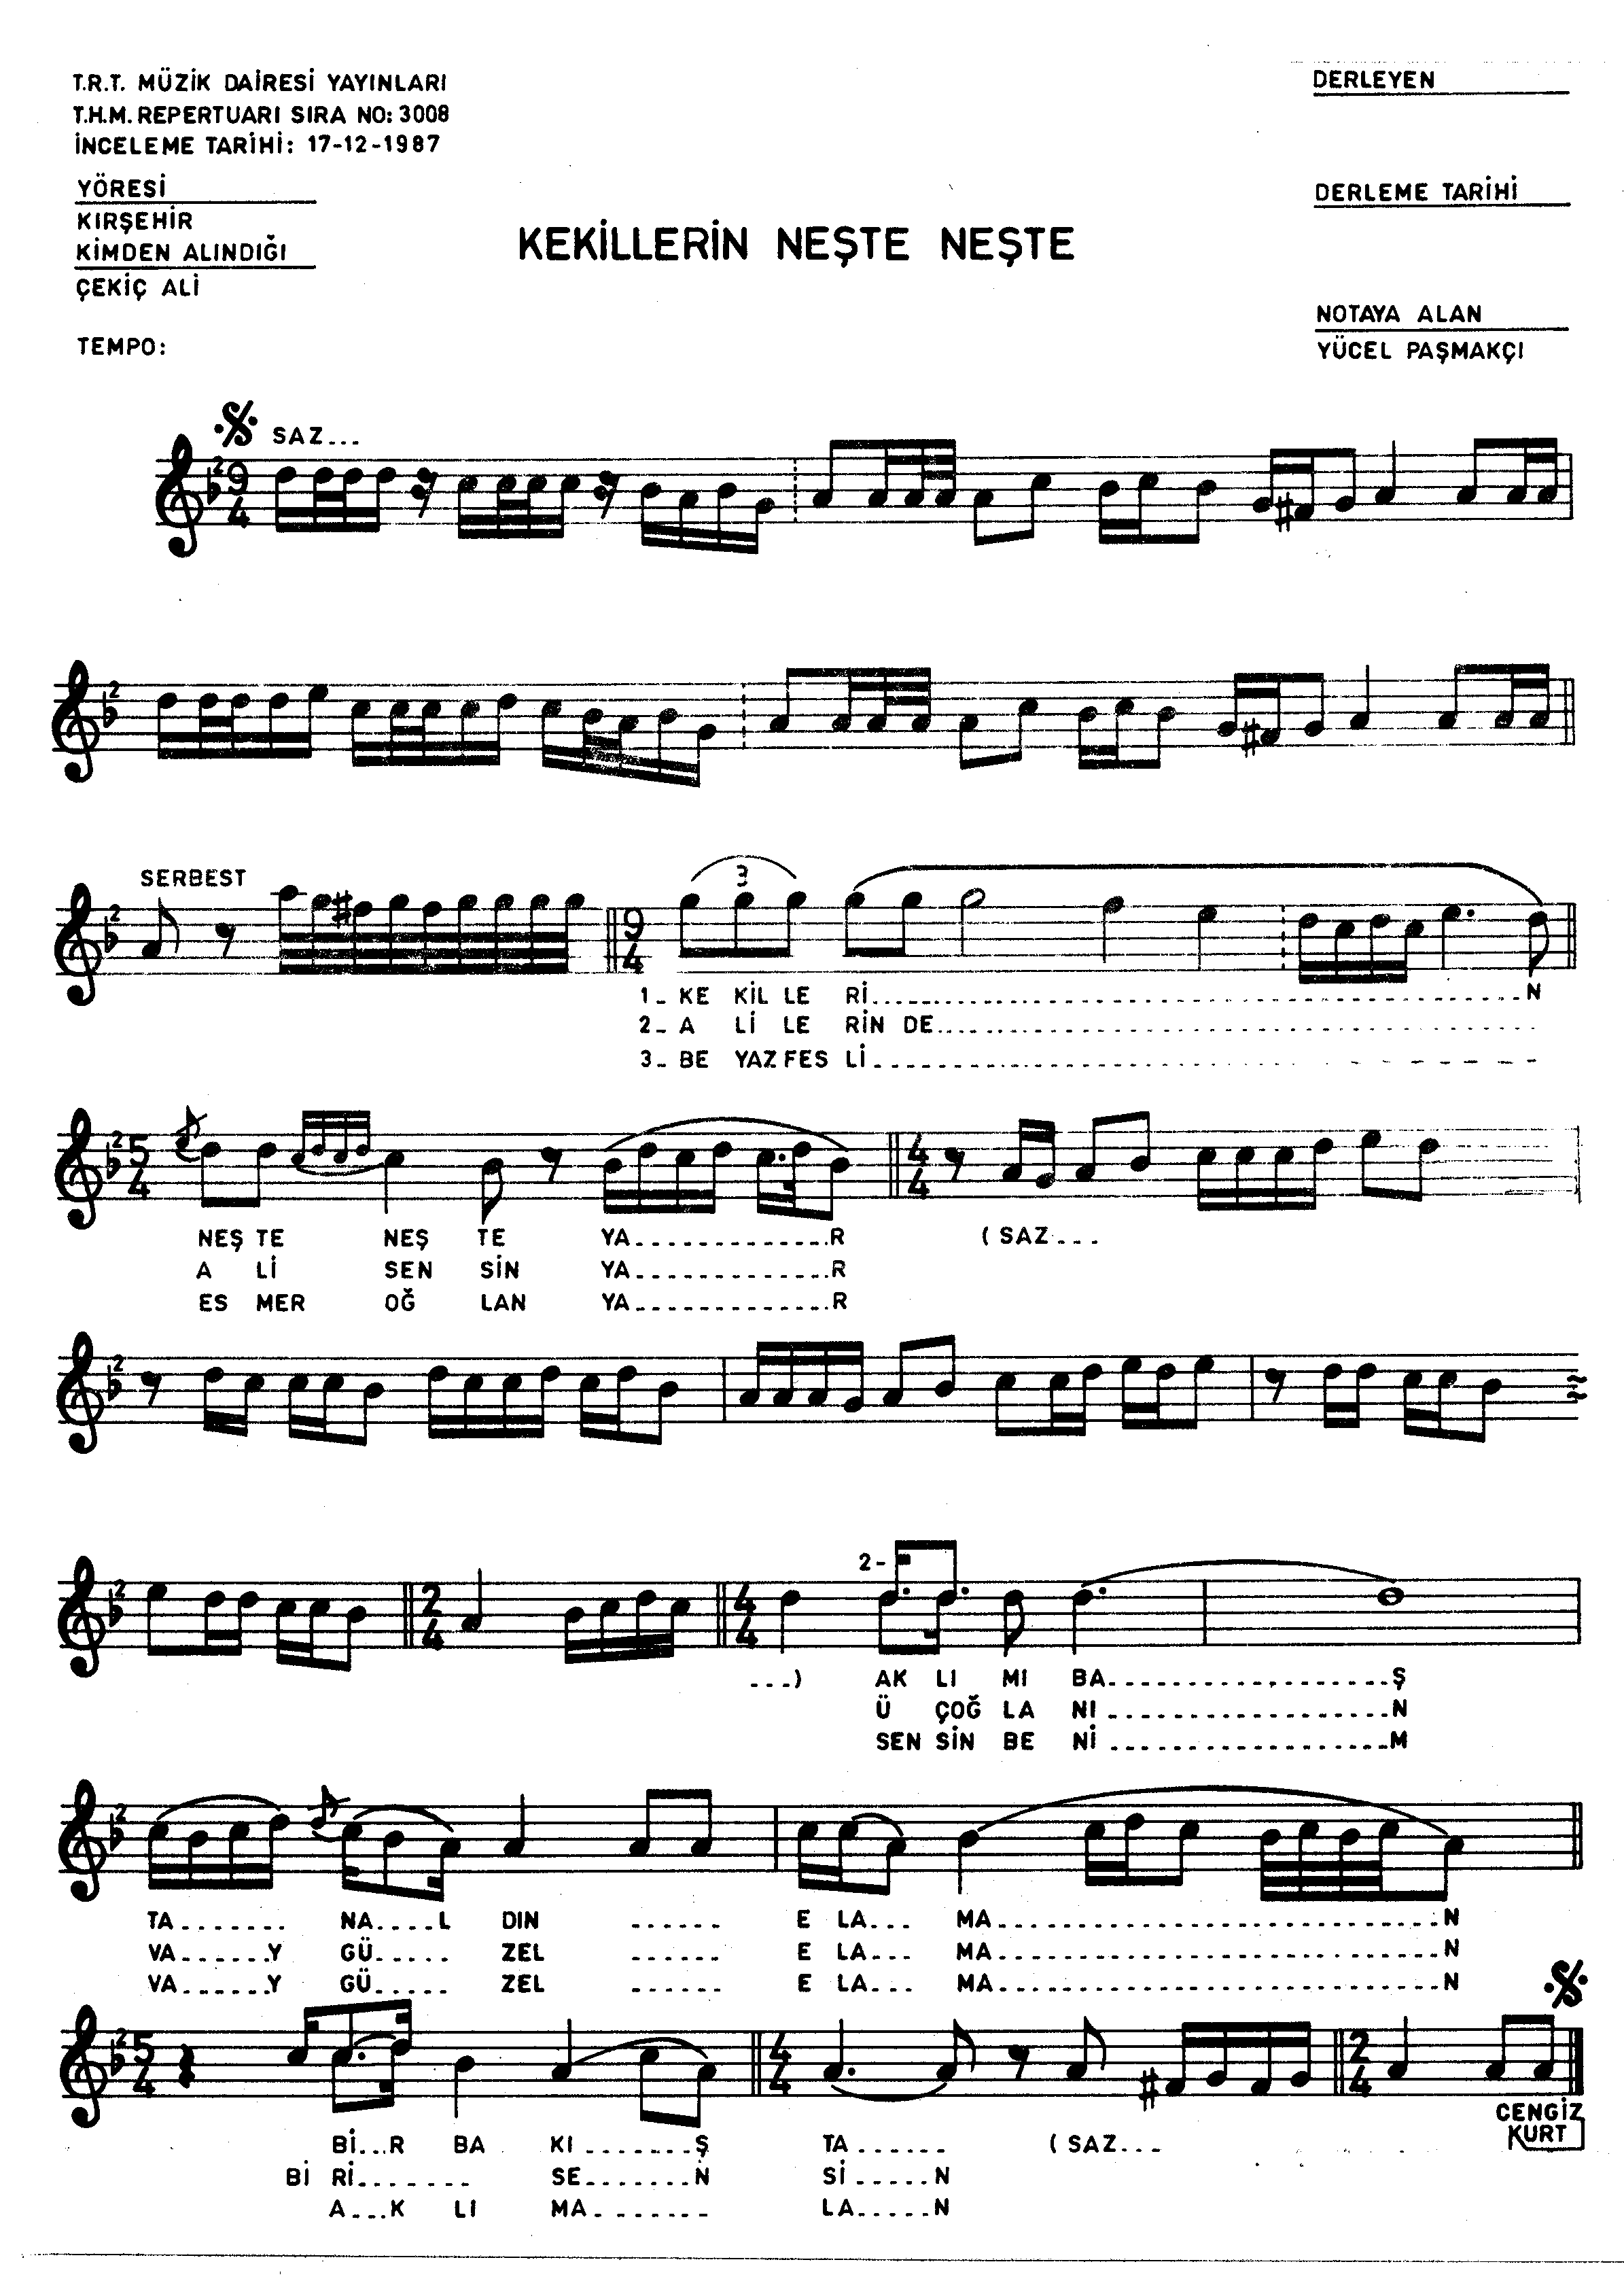 T.R.T. MÜZİK DAİRESİ YAYINLARI
T.H.M. REPERTUARI SIRA NO: 3008
İNCELEME TARİHİ: 17-12-1987
YÖRESİ
KIRŞEHİR
KİMDEN ALINDIĞI
ÇEKİÇ ALİ
TEMPO:
KEKİLLERİN NEŞTE NEŞTE
DERLEYEN
DERLEME TARİHİ
NOTAYA ALAN
YÜCEL PAŞMAKÇI
SAZ...
SERBEST
3
1- KE KİL LE Rİ...N
2- A Lİ LE RİN DE...
3- BE YAZ FES Lİ...
NEŞ TE NEŞ TE YA...R (SAZ...
A Lİ SEN SİN YA...R
ES MER OĞ LAN YA...R
2-
...) AK LI MI BA...Ş
Ü ÇOĞ LA NI...N
SEN SİN BE Nİ...M
TA... NA...L DIN ... E LA... MA...N
VA...Y GÜ... ZEL ... E LA... MA...N
VA...Y GÜ... ZEL ... E LA... MA...N
Bİ...R BA KI...Ş TA... (SAZ...
Bİ Rİ... SE...N Sİ...N
A...K LI MA... LA...N
CENGİZ
KURT